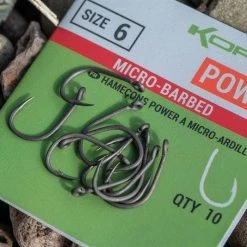 SIZE 6
KOR
POW
MICRO-BARBED
HAMEÇONS POWER A MICRO-ARDILL
QTY 10